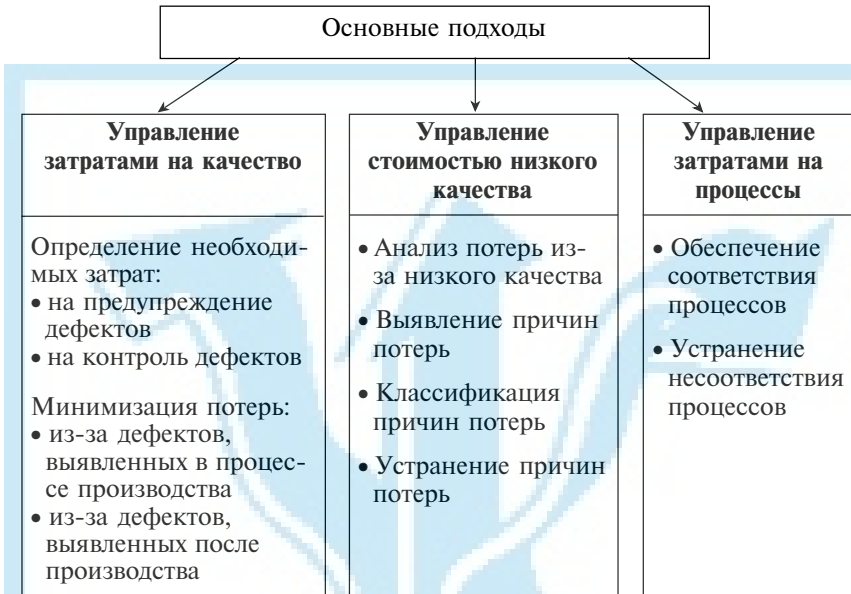 Основные подходы
Управление
затратами на качество
Определение необходи-
мых затрат:
• на предупреждение
дефектов
• на контроль дефектов
Минимизация потерь:
• из-за дефектов,
выявленных в процес-
се производства
• из-за дефектов,
выявленных после
производства
Управление
стоимостью низкого
качества
• Анализ потерь из-
за низкого качества
• Выявление причин
потерь
• Классификация
причин потерь
• Устранение причин
потерь
Управление
затратами на
процессы
• Обеспечение
соответствия
процессов
• Устранение
несоответствия
процессов